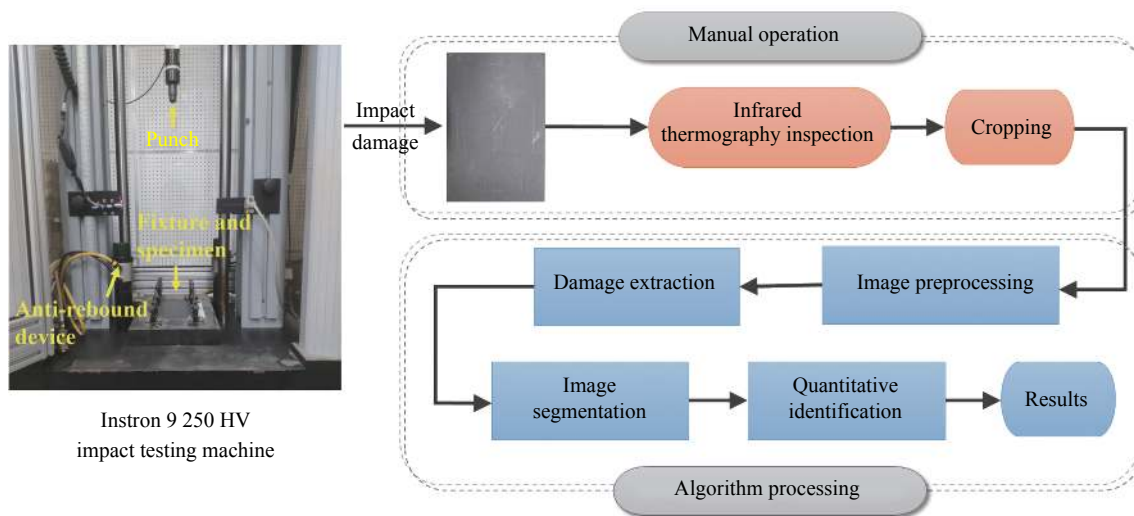 Manual operation
Punch
Fixture and
specimen
Anti-rebound
device
Instron 9 250 HV
impact testing machine
Impact
damage
Infrared
thermography inspection
Cropping
Damage extraction
Image preprocessing
Image
segmentation
Quantitative
identification
Results
Algorithm processing